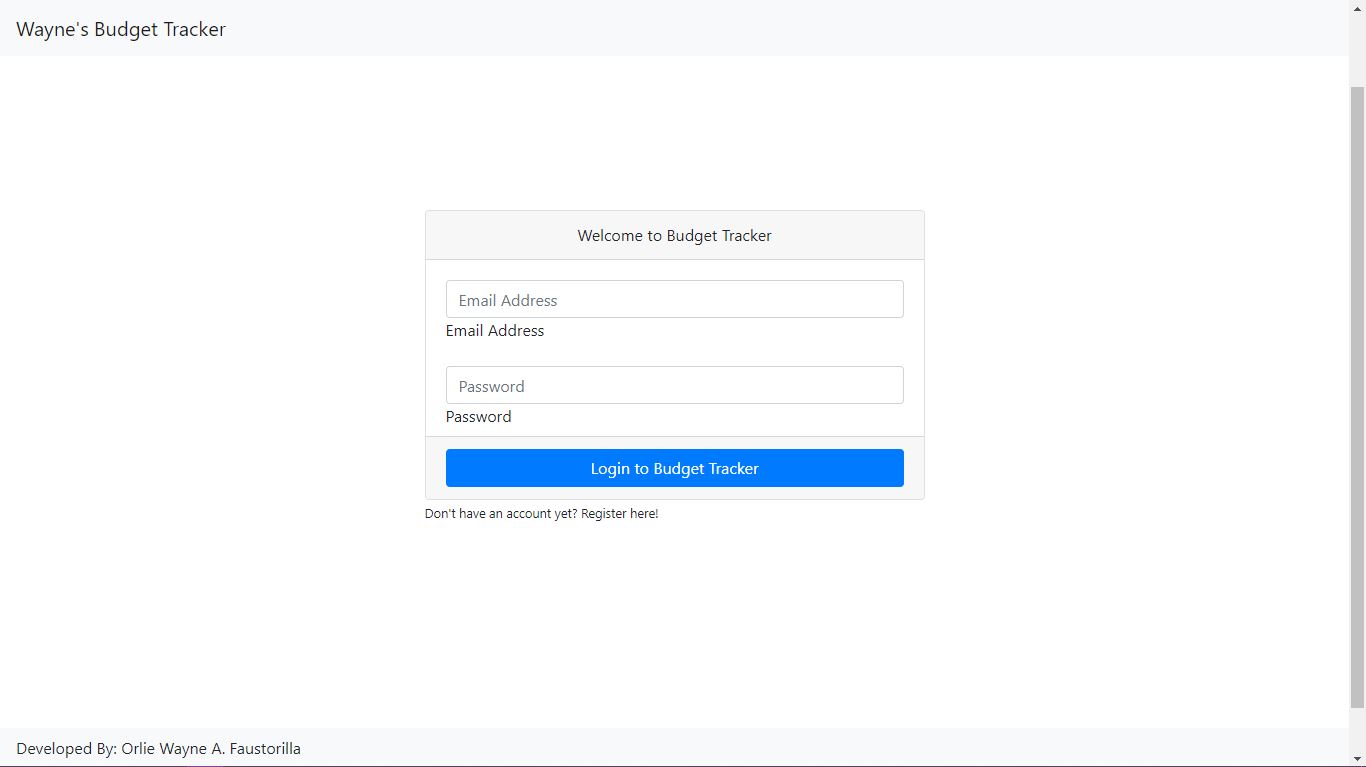 Wayne's Budget Tracker
Welcome to Budget Tracker
Email Address
Email Address
Password
Password
Login to Budget Tracker
Don't have an account yet? Register here!
Developed By: Orlie Wayne A. Faustorilla